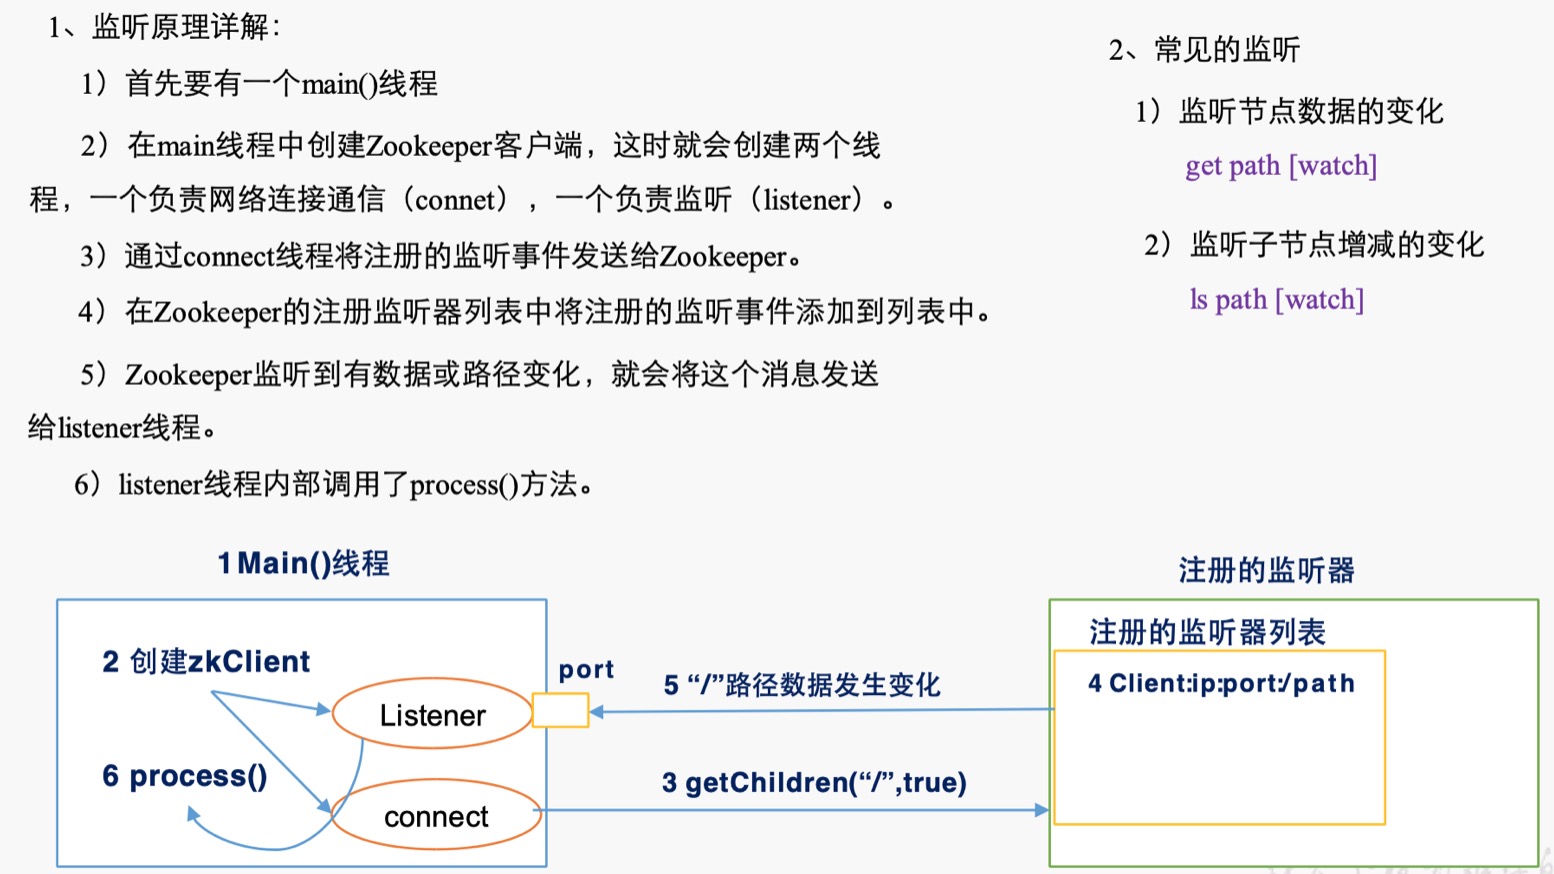 1、监听原理详解：
1）首先要有一个main()线程
2）在main线程中创建Zookeeper客户端，这时就会创建两个线
程，一个负责网络连接通信（connet），一个负责监听（listener）。
3）通过connect线程将注册的监听事件发送给Zookeeper。
4）在Zookeeper的注册监听器列表中将注册的监听事件添加到列表中。
5）Zookeeper监听到有数据或路径变化，就会将这个消息发送
给listener线程。
6）listener线程内部调用了process()方法。
2、常见的监听
1）监听节点数据的变化
get path [watch]
2）监听子节点增减的变化
ls path [watch]
1 Main()线程
2 创建zkClient
Listener
port
6 process()
connect
5 “/”路径数据发生变化
3 getChildren(“/”,true)
注册的监听器
注册的监听器列表
4 Client:ip:port:/path